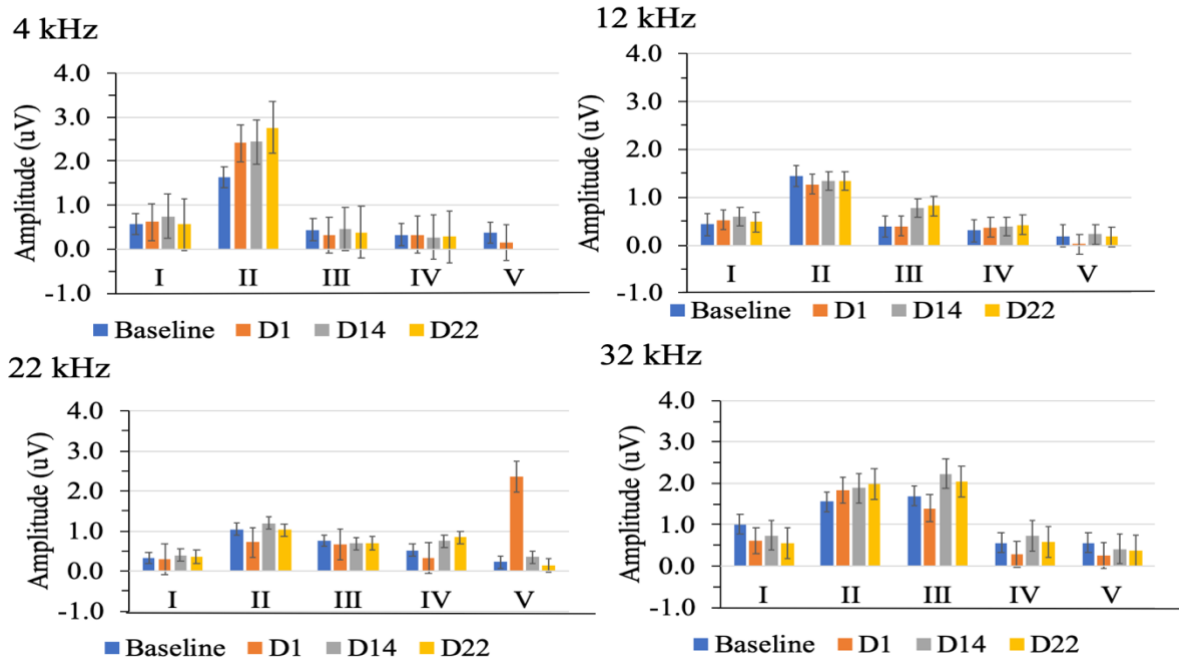 4 kHz
Amplitude (uV)
4.0
3.0
2.0
1.0
0.0
-1.0
I II III IV V
Baseline D1 D14 D22
12 kHz
Amplitude (uV)
4.0
3.0
2.0
1.0
0.0
-1.0
I II III IV V
Baseline D1 D14 D22
22 kHz
Amplitude (uV)
4.0
3.0
2.0
1.0
0.0
-1.0
I II III IV V
Baseline D1 D14 D22
32 kHz
Amplitude (uV)
4.0
3.0
2.0
1.0
0.0
-1.0
I II III IV V
Baseline D1 D14 D22